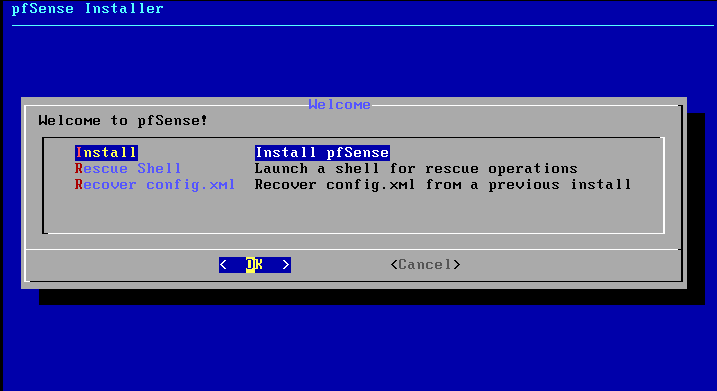 pfSense Installer
Welcome
Welcome to pfSense!
Install Install pfSense
Rescue Shell Launch a shell for rescue operations
Recover config.xml Recover config.xml from a previous install
< OK > <Cancel>